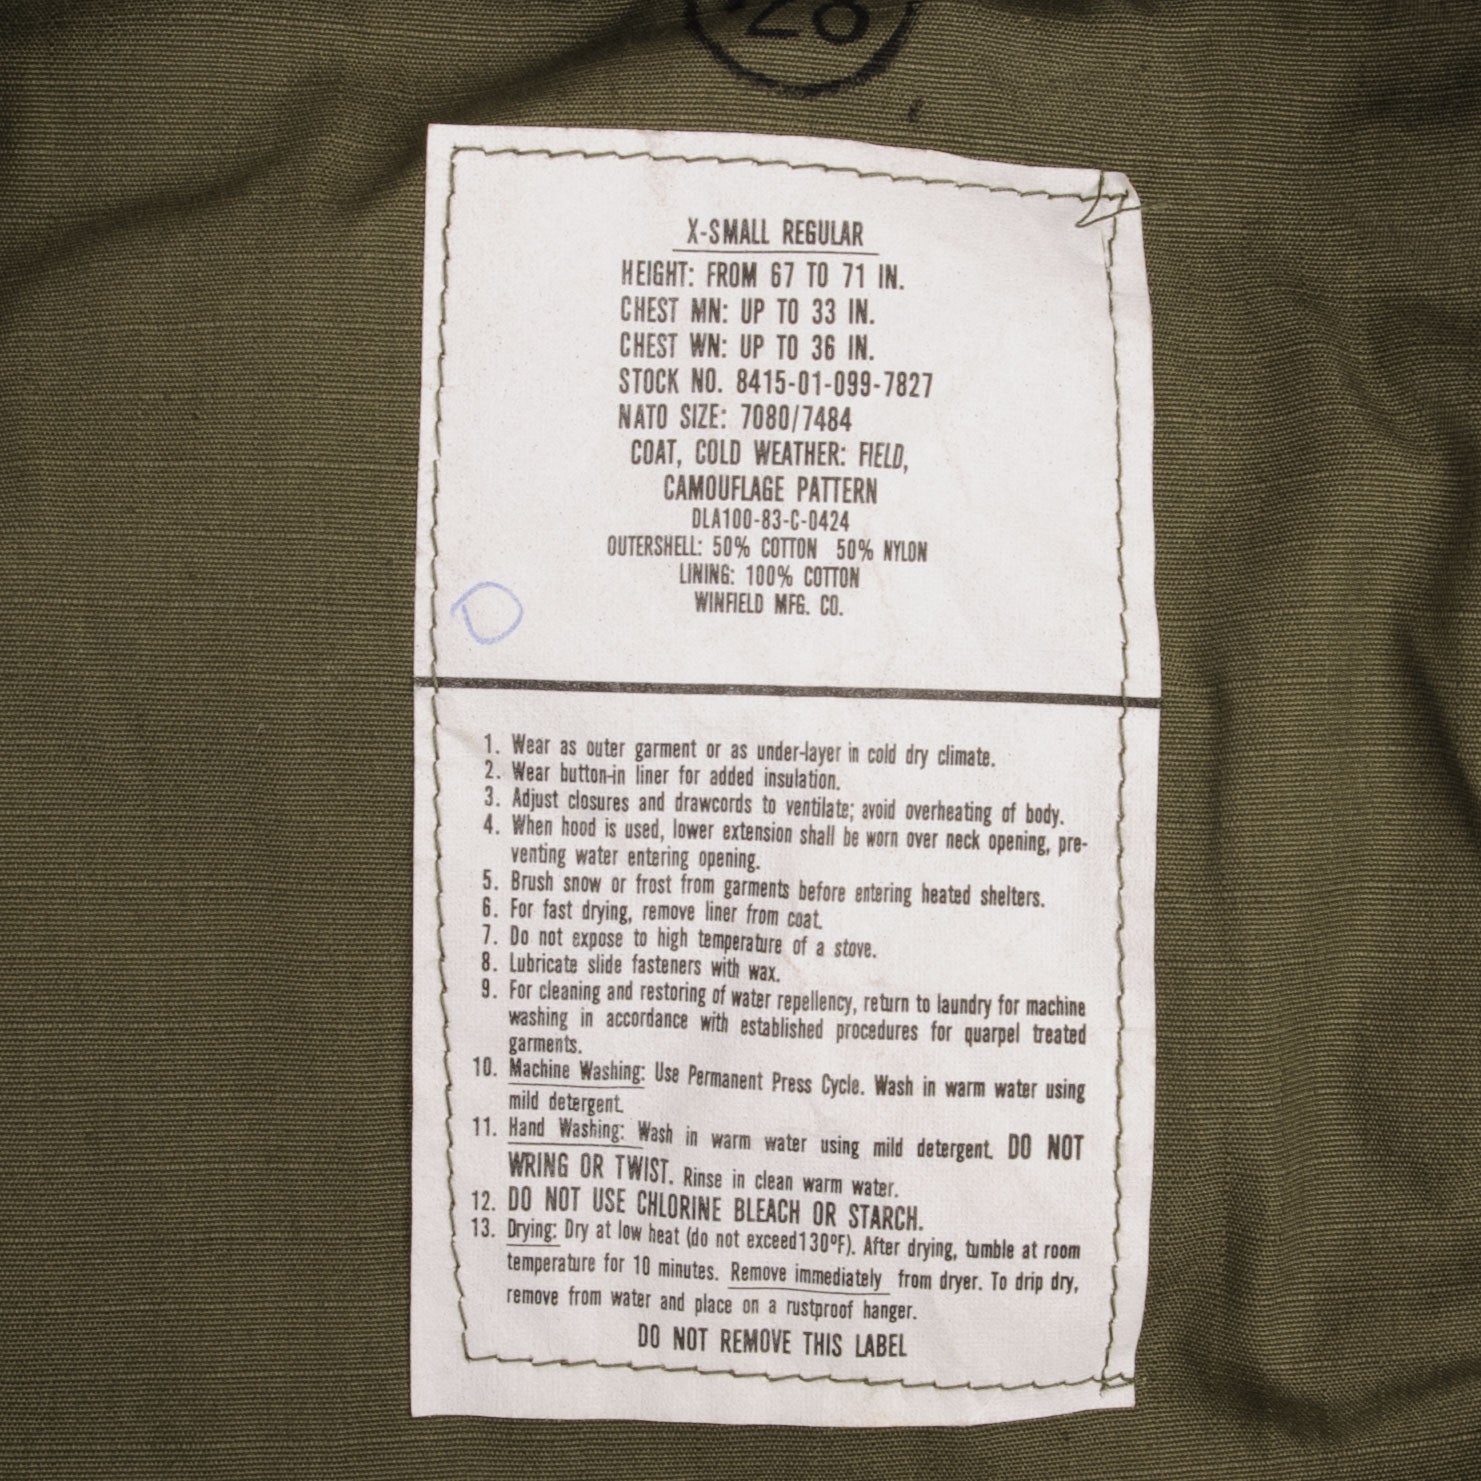 28
X-SMALL REGULAR
HEIGHT: FROM 67 TO 71 IN.
CHEST MN: UP TO 33 IN.
CHEST WN: UP TO 36 IN.
STOCK NO. 8415-01-099-7827
NATO SIZE: 7080/7484
COAT, COLD WEATHER: FIELD,
CAMOUFLAGE PATTERN
DLA100-83-C-0424
OUTERSHELL: 50% COTTON 50% NYLON
LINING: 100% COTTON
WINFIELD MFG. CO.
1. Wear as outer garment or as under-layer in cold dry climate.
2. Wear button-in liner for added insulation.
3. Adjust closures and drawcords to ventilate; avoid overheating of body.
4. When hood is used, lower extension shall be worn over neck opening, pre-
venting water entering opening.
5. Brush snow or frost from garments before entering heated shelters.
6. For fast drying, remove liner from coat.
7. Do not expose to high temperature of a stove.
8. Lubricate slide fasteners with wax.
9. For cleaning and restoring of water repellency, return to laundry for machine
washing in accordance with established procedures for quarpel treated
garments.
10. Machine Washing: Use Permanent Press Cycle. Wash in warm water using
mild detergent.
11. Hand Washing: Wash in warm water using mild detergent. DO NOT
WRING OR TWIST. Rinse in clean warm water.
12. DO NOT USE CHLORINE BLEACH OR STARCH.
13. Drying: Dry at low heat (do not exceed 130ºF). After drying, tumble at room
temperature for 10 minutes. Remove immediately from dryer. To drip dry,
remove from water and place on a rustproof hanger.
DO NOT REMOVE THIS LABEL